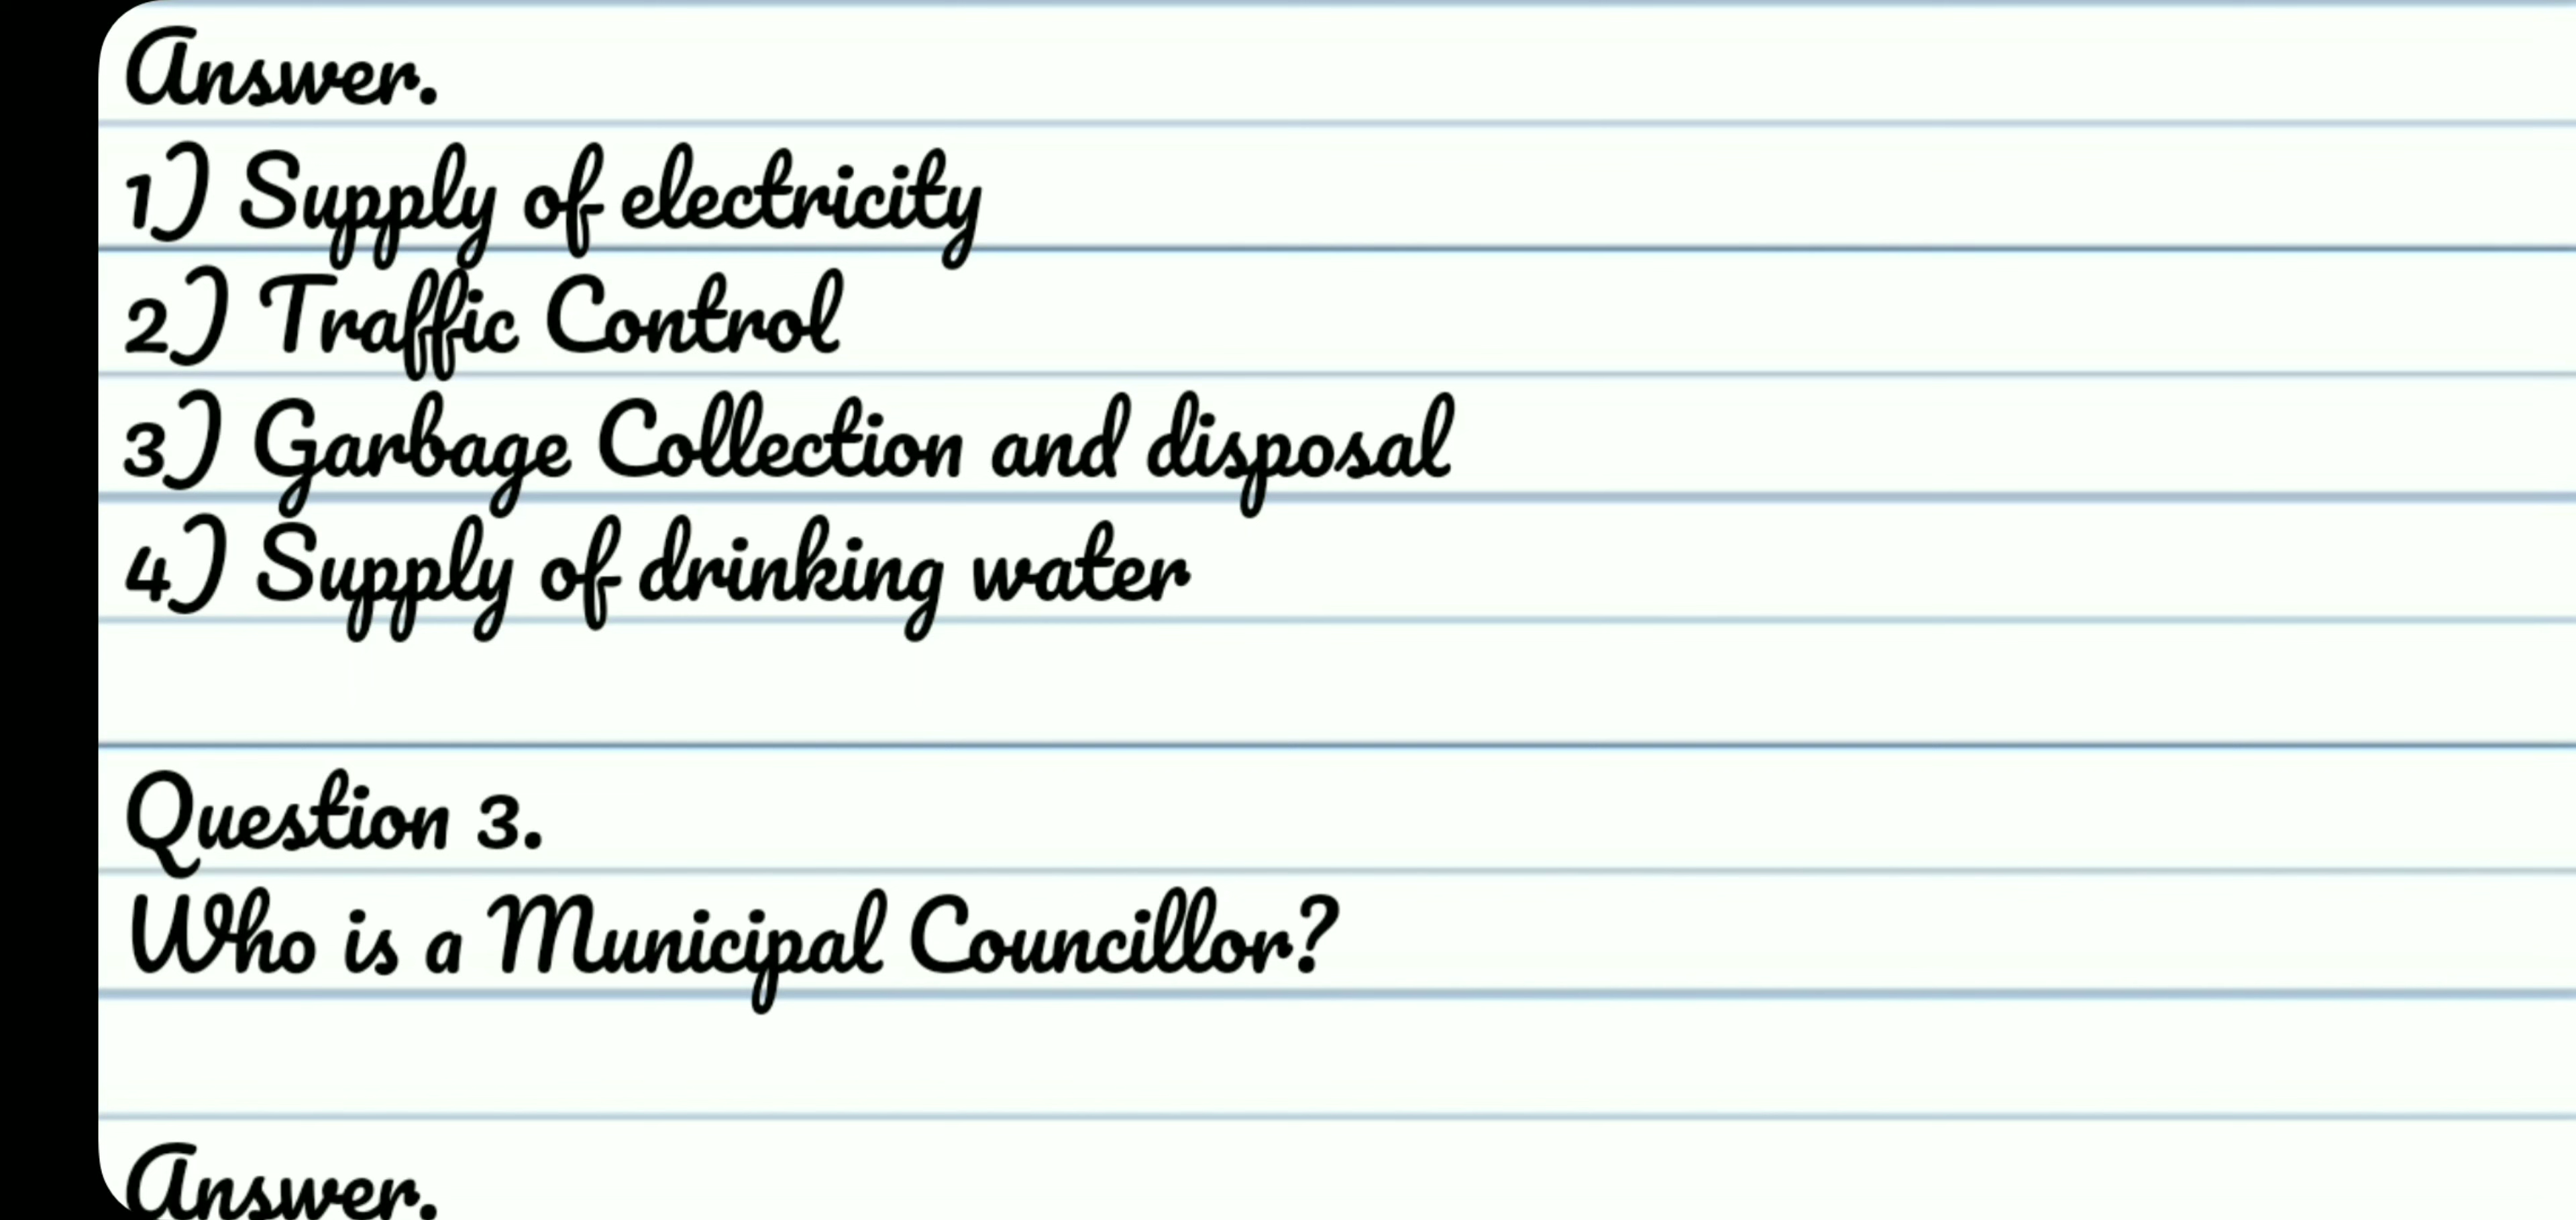 Answer.
1) Supply of electricity
2) Traffic Control
3) Garbage Collection and disposal
4) Supply of drinking water
Question 3.
Who is a Municipal Councillor?
Answer.